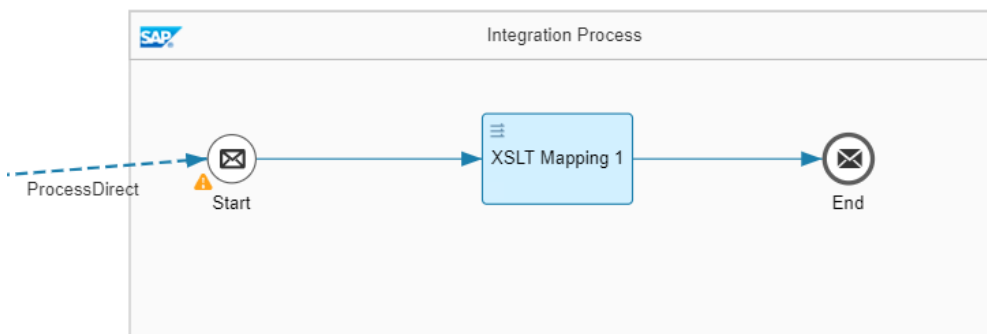 SAP
Integration Process
XSLT Mapping 1
ProcessDirect
Start
End